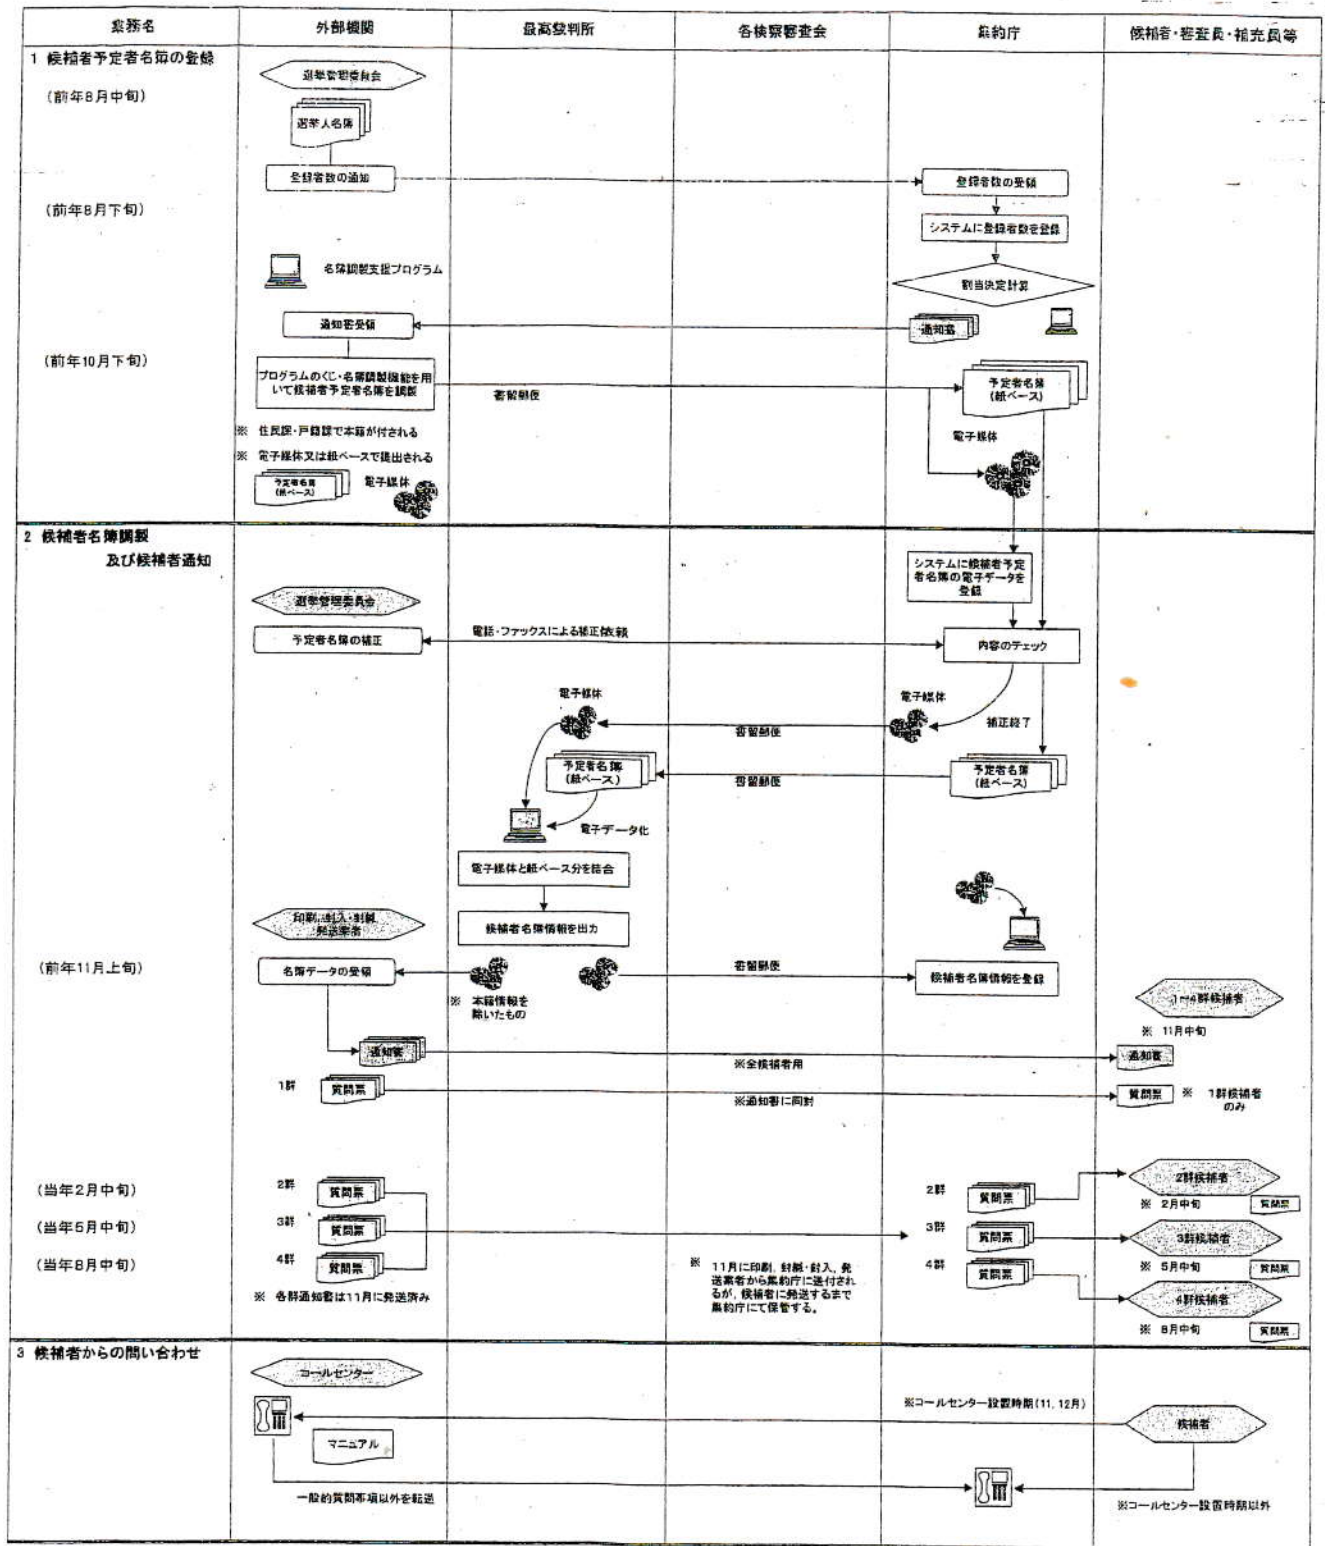 業務名
外部機関
最高裁判所
各検察審査会
集約庁
候補者・審査員・補充員等
1 候補者予定者名簿の登録
選挙管理委員会
(前年8月中旬)
選挙人名簿
登録者数の通知
登録者数の受領
(前年8月下旬)
システムに登録者数を登録
名簿調製支援プログラム
割当決定計算
通知書受領
通知書
(前年10月下旬)
プログラムのくじ・名簿調製機能を用
いて候補者予定者名簿を調製
書留郵便
予定者名簿
(紙ベース)
※ 住民課・戸籍課で本籍が付される
電子媒体
※ 電子媒体又は紙ベースで提出される
予定者名簿
(紙ベース)
電子媒体
2 候補者名簿調製
及び候補者通知
システムに候補者予定
者名簿の電子データを
登録
選挙管理委員会
予定者名簿の補正
電話・ファックスによる補正依頼
内容のチェック
電子媒体
電子媒体
書留郵便
補正終了
予定者名簿
(紙ベース)
書留郵便
予定者名簿
(紙ベース)
電子データ化
電子媒体と紙ベース分を結合
印刷、封入・封緘、
発送業者
候補者名簿情報を出力
(前年11月上旬)
名簿データの受領
書留郵便
候補者名簿情報を登録
※ 本籍情報を
除いたもの
1~4群候補者
※ 11月中旬
通知書
※全候補者用
通知書
1群
質問票
※通知書に同封
質問票
※ 1群候補者
のみ
(当年2月中旬)
2群
質問票
2群
質問票
2群候補者
※ 2月中旬
質問票
(当年5月中旬)
3群
質問票
3群
質問票
3群候補者
※ 5月中旬
質問票
(当年8月中旬)
4群
質問票
4群
質問票
4群候補者
※ 8月中旬
質問票
※ 各群通知書は11月に発送済み
※ 11月に印刷、封緘・封入、発
送業者から集約庁に送付され
るが、候補者に発送するまで
集約庁にて保管する。
3 候補者からの問い合わせ
コールセンター
※コールセンター設置時期(11、12月)
候補者
マニュアル
一般的質問事項以外を転送
※コールセンター設置時期以外